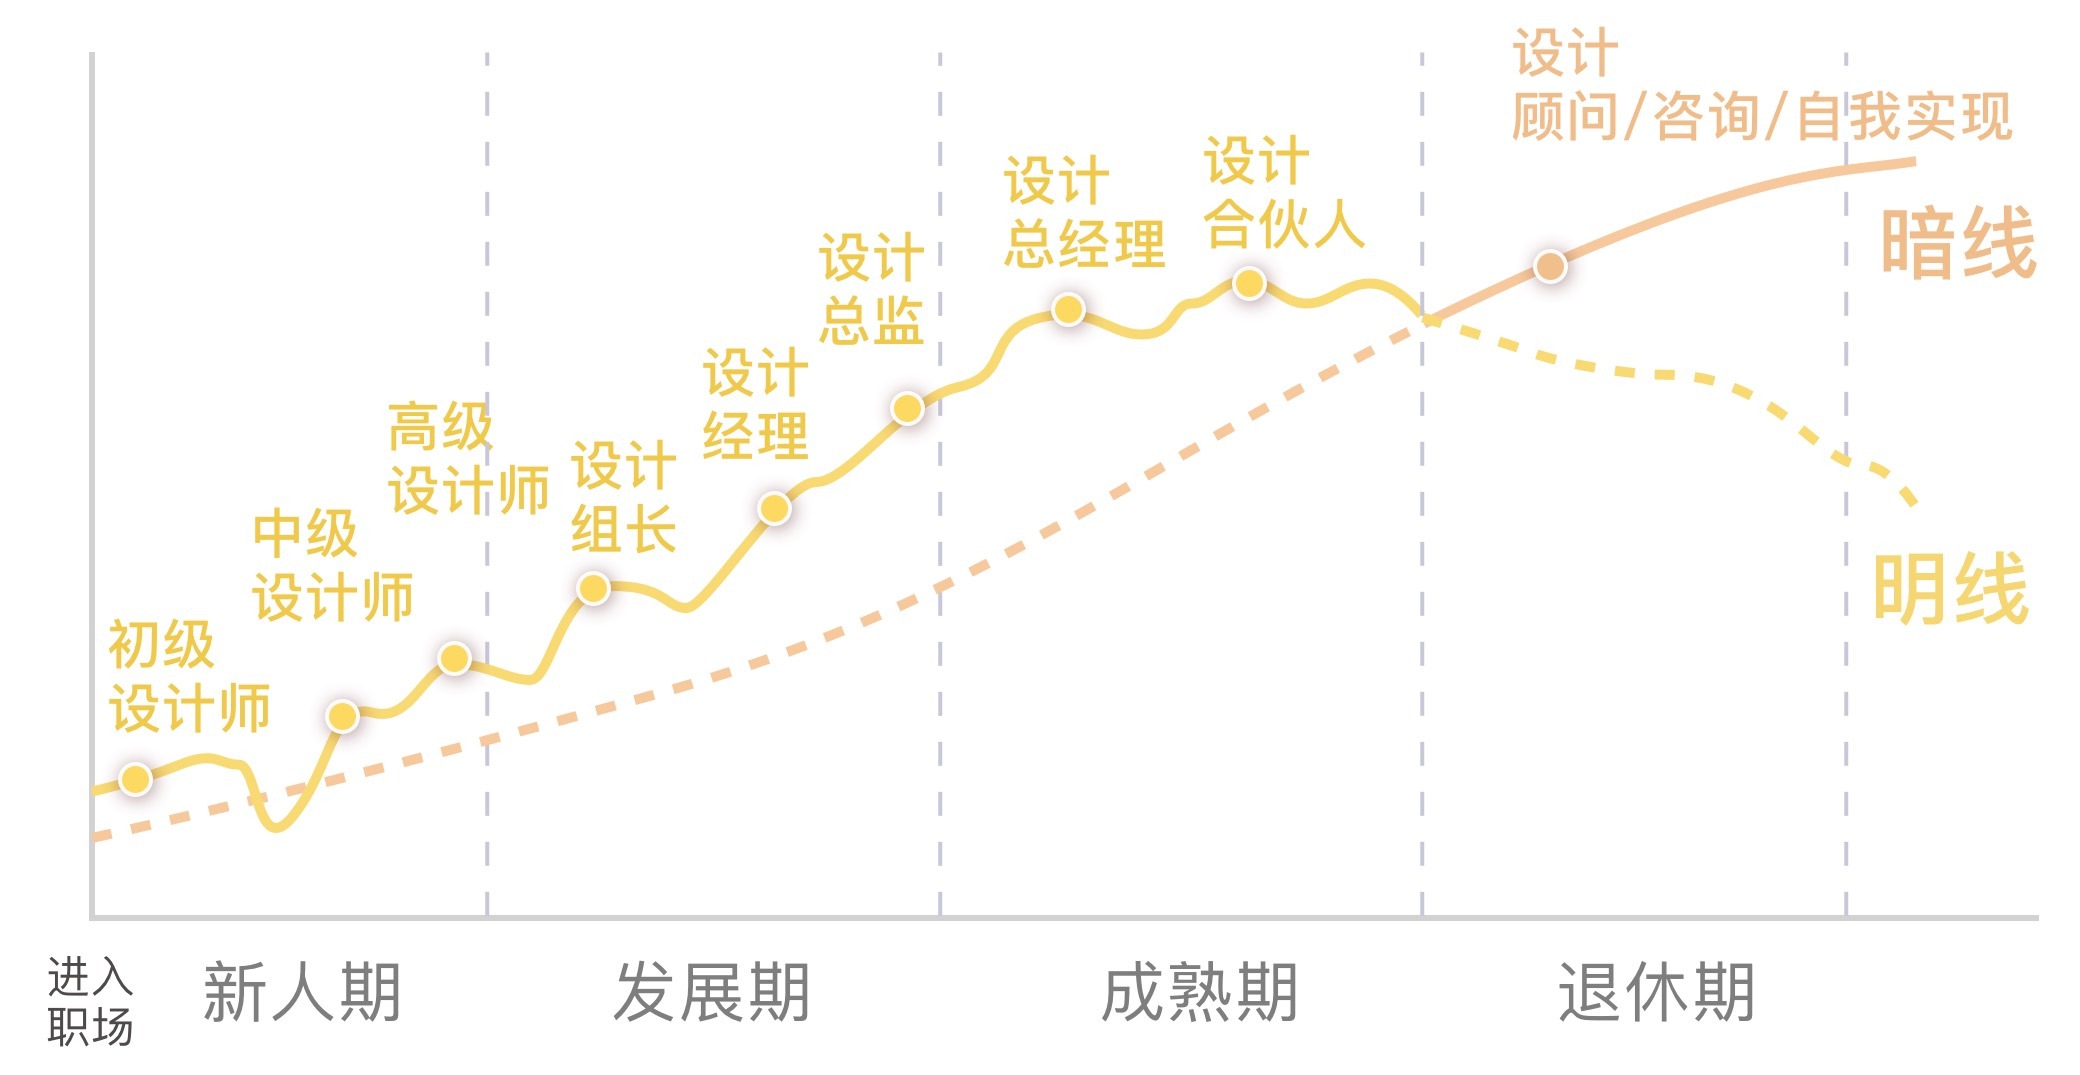 设计
顾问/咨询/自我实现
暗线
设计
合伙人
设计
总经理
设计
总监
设计
经理
高级
设计师
设计
组长
中级
设计师
初级
设计师
明线
进入
职场
新人期
发展期
成熟期
退休期